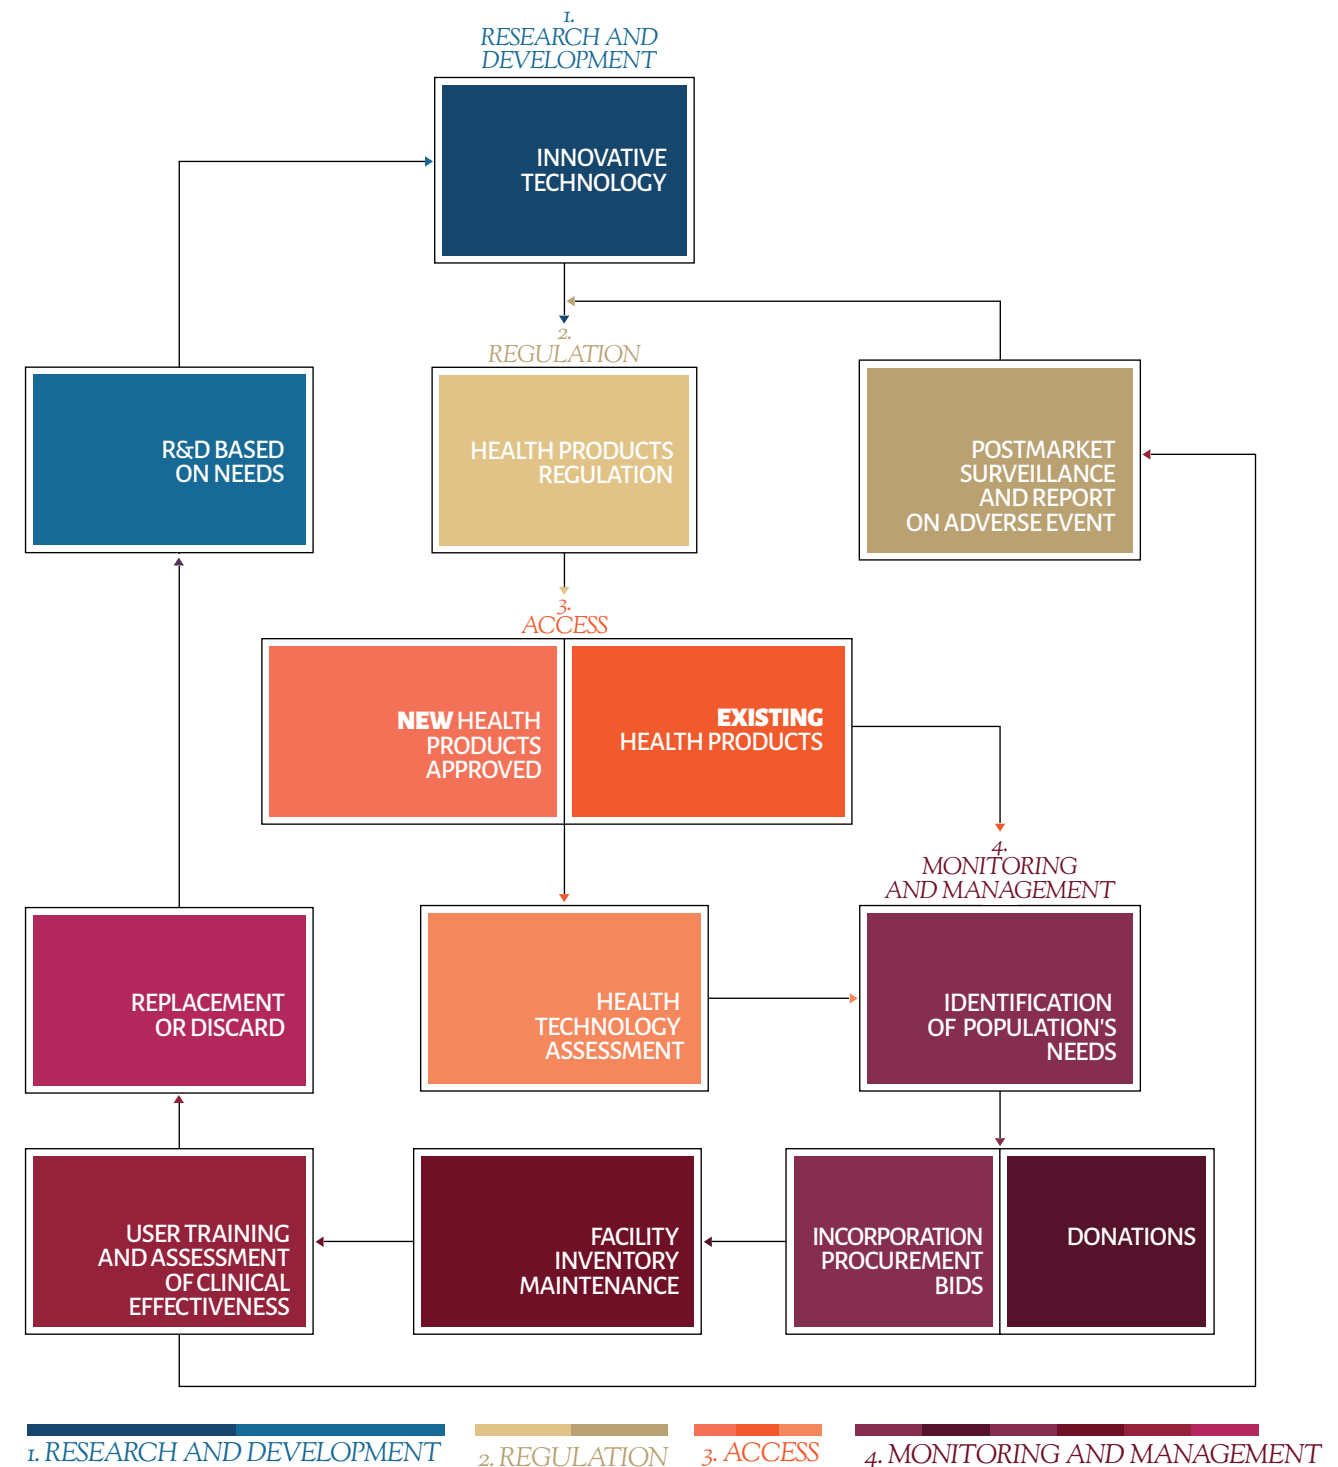 1.
RESEARCH AND
DEVELOPMENT
INNOVATIVE
TECHNOLOGY
2.
REGULATION
R&D BASED
ON NEEDS
HEALTH PRODUCTS
REGULATION
POSTMARKET
SURVEILLANCE
AND REPORT
ON ADVERSE EVENT
3.
ACCESS
NEW HEALTH
PRODUCTS
APPROVED
EXISTING
HEALTH PRODUCTS
4.
MONITORING
AND MANAGEMENT
REPLACEMENT
OR DISCARD
HEALTH
TECHNOLOGY
ASSESSMENT
IDENTIFICATION
OF POPULATION'S
NEEDS
USER TRAINING
AND ASSESSMENT
OF CLINICAL
EFFECTIVENESS
FACILITY
INVENTORY
MAINTENANCE
INCORPORATION
PROCUREMENT
BIDS
DONATIONS
1. RESEARCH AND DEVELOPMENT
2. REGULATION
3. ACCESS
4. MONITORING AND MANAGEMENT